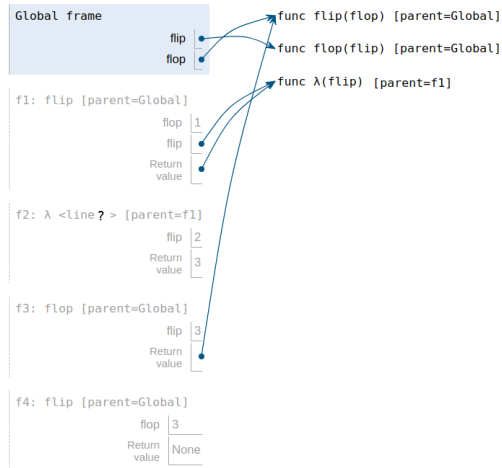 Global frame
flip
flop
func flip(flop) [parent=Global]
func flop(flip) [parent=Global]
func λ(flip) [parent=f1]
f1: flip [parent=Global]
flop 1
flip
Return
value
f2: λ <line ? > [parent=f1]
flip 2
Return
value 3
f3: flop [parent=Global]
flip 3
Return
value
f4: flip [parent=Global]
flop 3
Return
value None